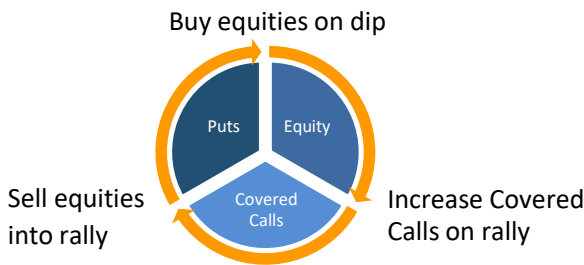 Buy equities on dip
Puts
Equity
Covered
Calls
Sell equities
into rally
Increase Covered
Calls on rally